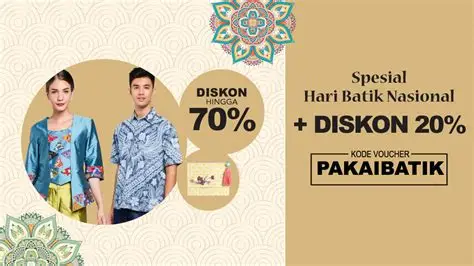 DISKON
HINGGA
70%
Spesial
Hari Batik Nasional
+ DISKON 20%
KODE VOUCHER
PAKAIBATIK